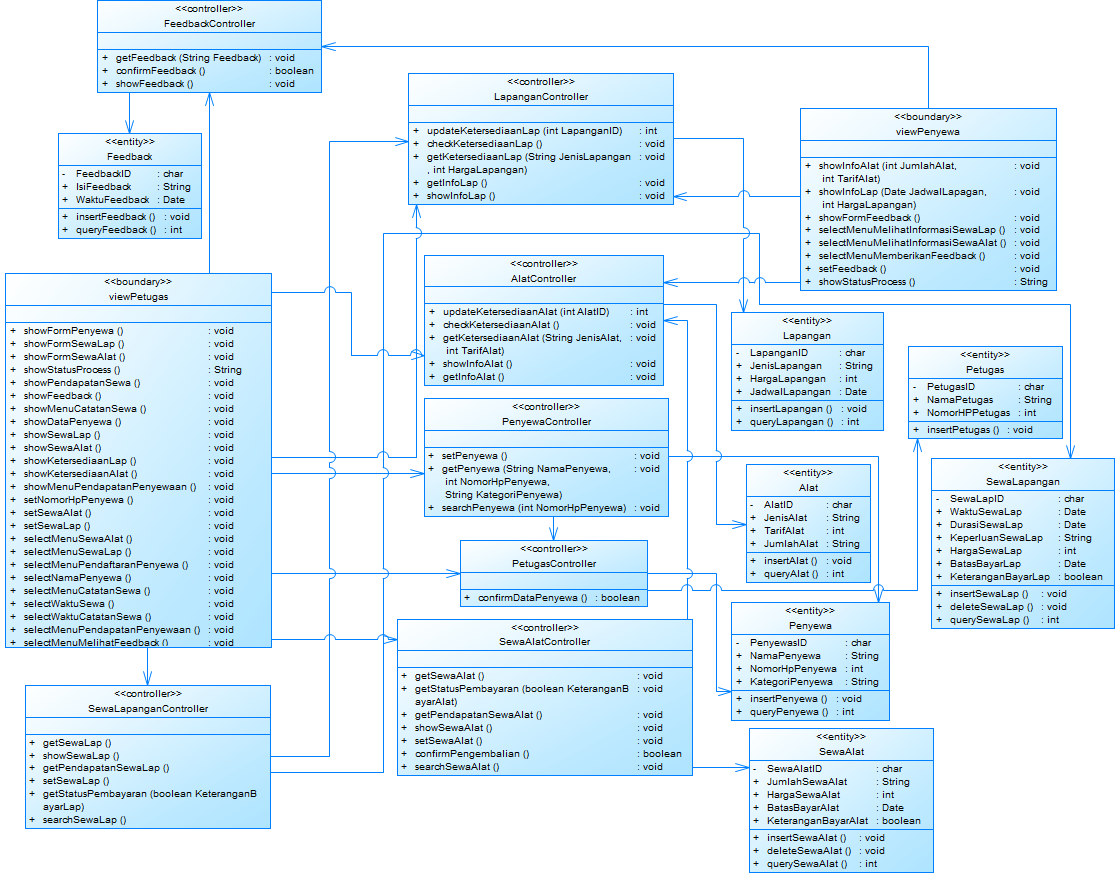 <<controller>>
FeedbackController
+ getFeedback (String Feedback) : void
+ confirmFeedback () : boolean
+ showFeedback () : void
<<entity>>
Feedback
- FeedbackID : char
+ IsiFeedback : String
+ WaktuFeedback : Date
+ insertFeedback () : void
+ queryFeedback () : int
<<controller>>
LapanganController
+ updateKetersediaanLap (int LapanganID) : int
+ checkKetersediaanLap () : void
+ getKetersediaanLap (String JenisLapangan : void
, int HargaLapangan)
+ getInfoLap () : void
+ showInfoLap () : void
<<boundary>>
viewPenyewa
+ showInfoAlat (int JumlahAlat, : void
int TarifAlat)
+ showInfoLap (Date JadwalLapagan, : void
int HargaLapangan)
+ showFormFeedback () : void
+ selectMenuMelihatInformasiSewaLap () : void
+ selectMenuMelihatInformasiSewaAlat () : void
+ selectMenuMemberikanFeedback () : void
+ setFeedback () : void
+ showStatusProcess () : String
<<boundary>>
viewPetugas
+ showFormPenyewa () : void
+ showFormSewaLap () : void
+ showFormSewaAlat () : void
+ showStatusProcess () : String
+ showPendapatanSewa () : void
+ showFeedback () : void
+ showMenuCatatanSewa () : void
+ showDataPenyewa () : void
+ showSewaLap () : void
+ showSewaAlat () : void
+ showKetersediaanLap () : void
+ showKetersediaanAlat () : void
+ showMenuPendapatanPenyewaan () : void
+ setNomorHpPenyewa () : void
+ setSewaAlat () : void
+ setSewaLap () : void
+ selectMenuSewaAlat () : void
+ selectMenuSewaLap () : void
+ selectMenuPendaftaranPenyewa () : void
+ selectNamaPenyewa () : void
+ selectMenuCatatanSewa () : void
+ selectWaktuSewa () : void
+ selectWaktuCatatanSewa () : void
+ selectMenuPendapatanPenyewaan () : void
+ selectMenuMelihatFeedback () : void
<<controller>>
AlatController
+ updateKetersediaanAlat (int AlatID) : int
+ checkKetersediaanAlat () : void
+ getKetersediaanAlat (String JenisAlat, : void
int TarifAlat)
+ showInfoAlat () : void
+ getInfoAlat () : void
<<entity>>
Lapangan
- LapanganID : char
+ JenisLapangan : String
+ HargaLapangan : int
+ JadwalLapangan : Date
+ insertLapangan () : void
+ queryLapangan () : int
<<entity>>
Petugas
- PetugasID : char
+ NamaPetugas : String
+ NomorHPPetugas : int
+ insertPetugas () : void
<<controller>>
PenyewaController
+ setPenyewa () : void
+ getPenyewa (String NamaPenyewa, : void
int NomorHpPenyewa,
String KategoriPenyewa)
+ searchPenyewa (int NomorHpPenyewa) : void
<<entity>>
Alat
- AlatID : char
+ JenisAlat : String
+ TarifAlat : int
+ JumlahAlat : String
+ insertAlat () : void
+ queryAlat () : int
<<entity>>
SewaLapangan
- SewaLapID : char
+ WaktuSewaLap : Date
+ DurasiSewaLap : Date
+ KeperluanSewaLap : String
+ HargaSewaLap : int
+ BatasBayarLap : Date
+ KeteranganBayarLap : boolean
+ insertSewaLap () : void
+ deleteSewaLap () : void
+ querySewaLap () : int
<<controller>>
PetugasController
+ confirmDataPenyewa () : boolean
<<entity>>
Penyewa
- PenyewasID : char
+ NamaPenyewa : String
+ NomorHpPenyewa : int
+ KategoriPenyewa : String
+ insertPenyewa () : void
+ queryPenyewa () : int
<<controller>>
SewaAlatController
+ getSewaAlat () : void
+ getStatusPembayaran (boolean KeteranganB : void
ayarAlat)
+ getPendapatanSewaAlat () : void
+ showSewaAlat () : void
+ setSewaAlat () : void
+ confirmPengembalian () : boolean
+ searchSewaAlat () : void
<<controller>>
SewaLapanganController
+ getSewaLap ()
+ showSewaLap ()
+ getPendapatanSewaLap ()
+ setSewaLap ()
+ getStatusPembayaran (boolean KeteranganB
ayarLap)
+ searchSewaLap ()
<<entity>>
SewaAlat
- SewaAlatID : char
+ JumlahSewaAlat : String
+ HargaSewaAlat : int
+ BatasBayarAlat : Date
+ KeteranganBayarAlat : boolean
+ insertSewaAlat () : void
+ deleteSewaAlat () : void
+ querySewaAlat () : int